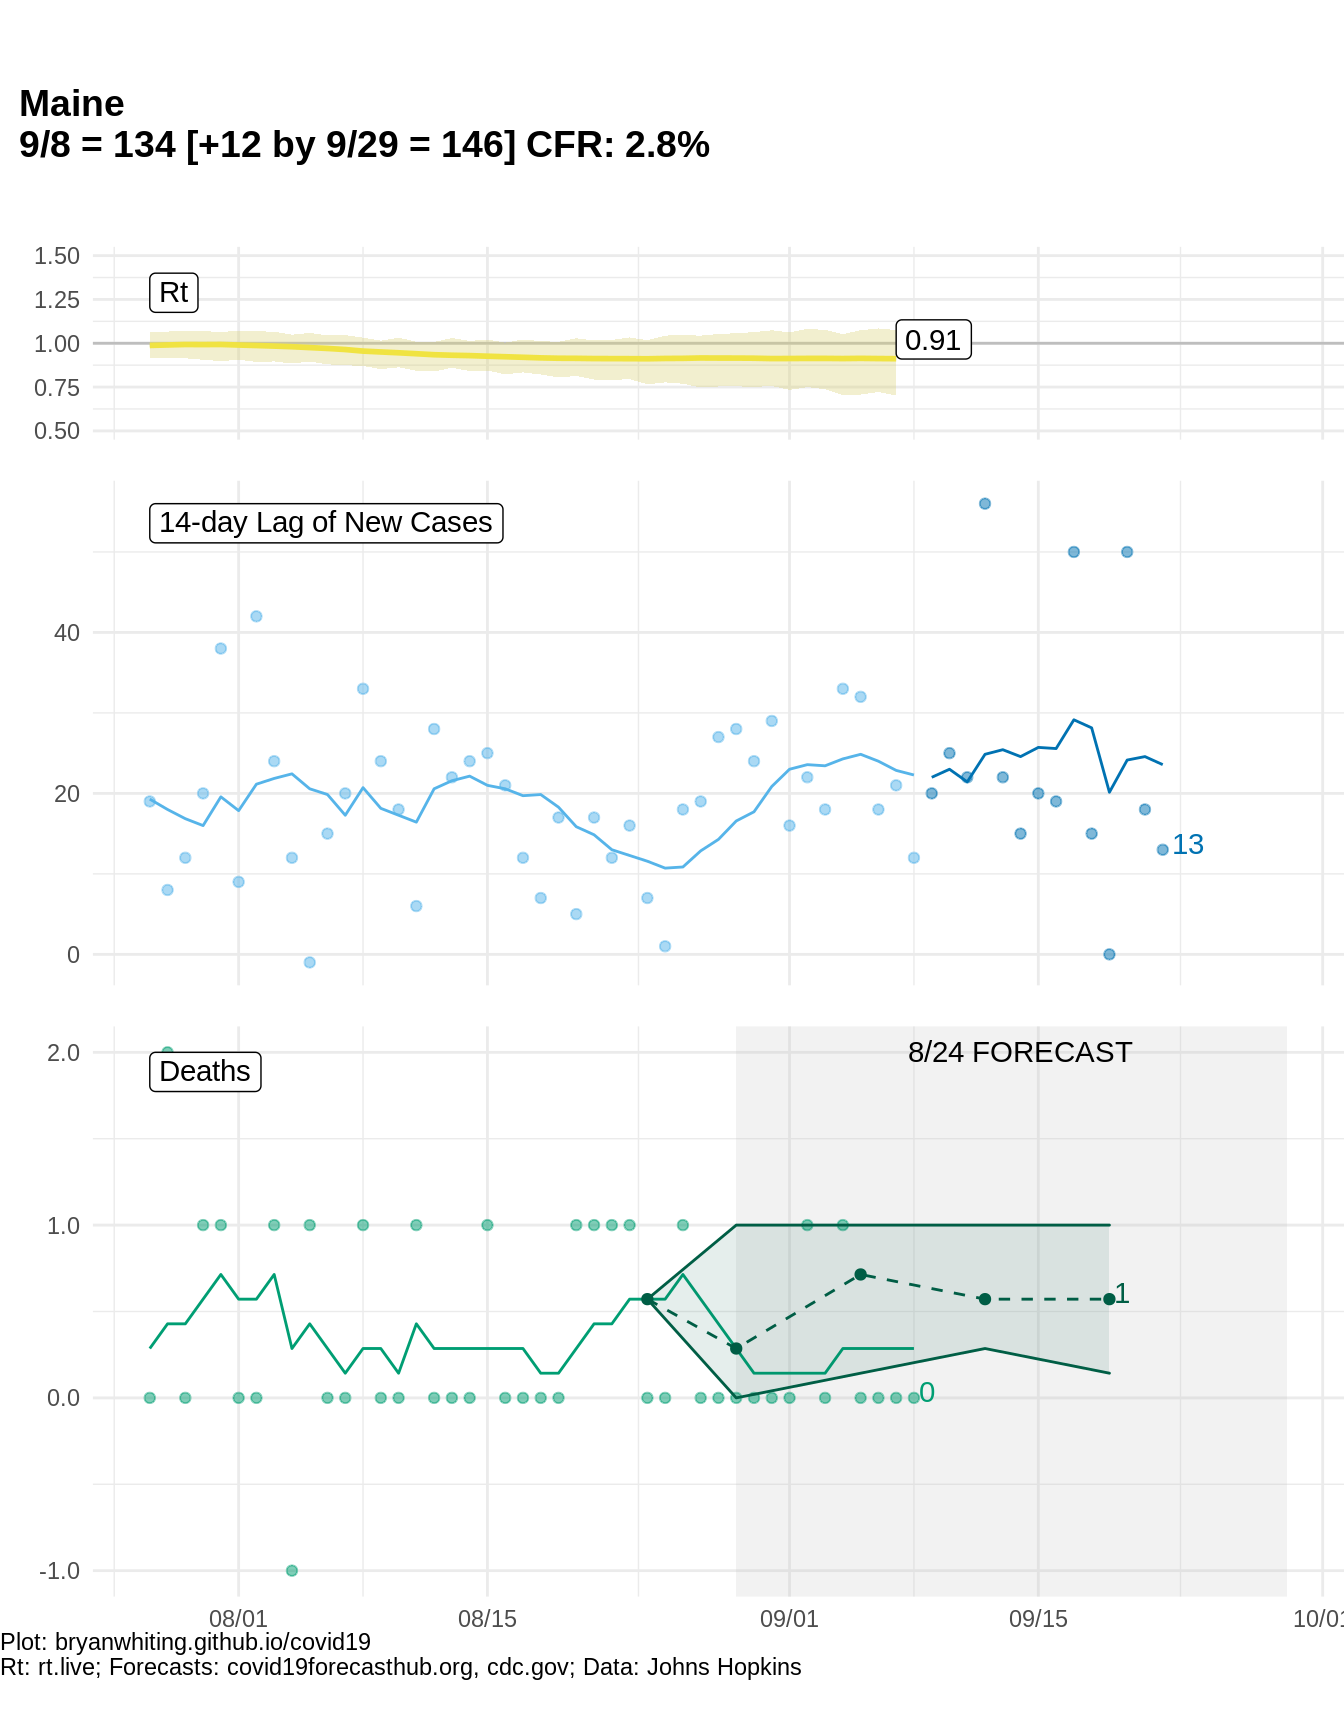 Maine
9/8 = 134 [+12 by 9/29 = 146] CFR: 2.8%
1.50
1.25
1.00
0.75
0.50
Rt
0.91
14-day Lag of New Cases
40
20
0
13
2.0
1.0
0.0
-1.0
Deaths
8/24 FORECAST
1
0
08/01 08/15 09/01 09/15 10/01
Plot: bryanwhiting.github.io/covid19
Rt: rt.live; Forecasts: covid19forecasthub.org, cdc.gov; Data: Johns Hopkins